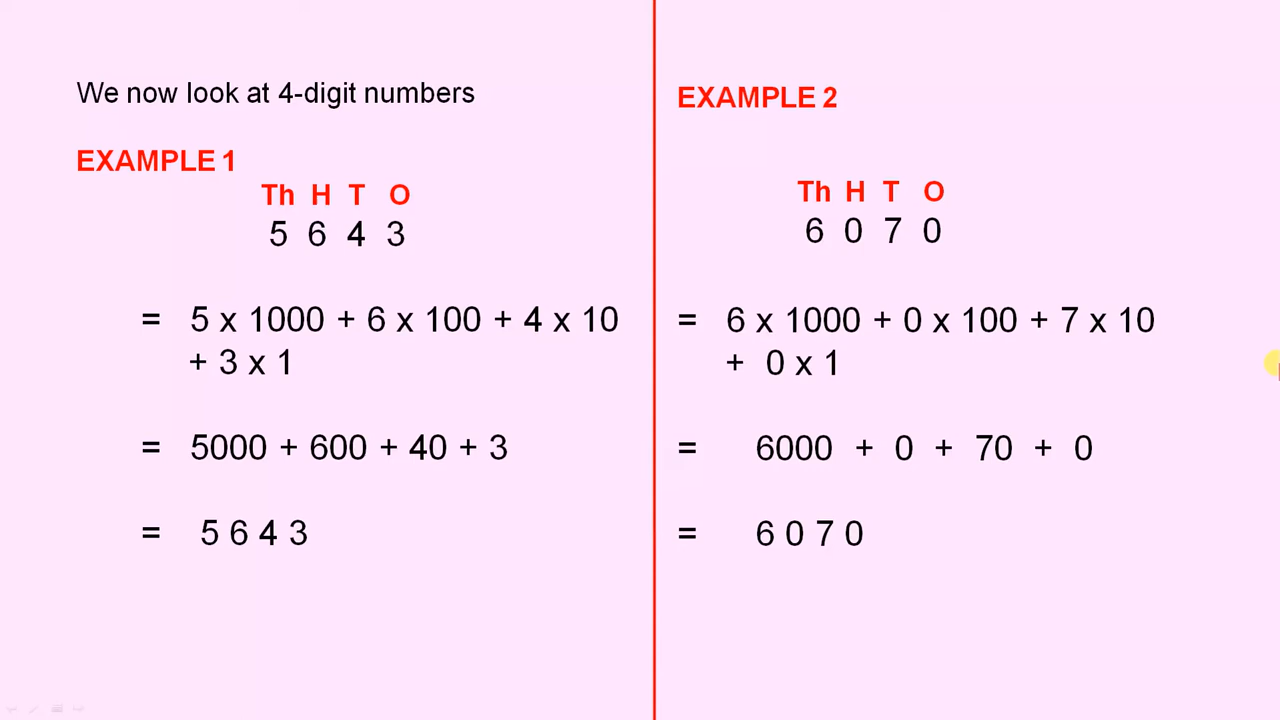 We now look at 4-digit numbers
EXAMPLE 1
Th H T O
5 6 4 3
= 5 x 1000 + 6 x 100 + 4 x 10
+ 3 x 1
= 5000 + 600 + 40 + 3
= 5 6 4 3
EXAMPLE 2
Th H T O
6 0 7 0
= 6 x 1000 + 0 x 100 + 7 x 10
+ 0 x 1
= 6000 + 0 + 70 + 0
= 6 0 7 0